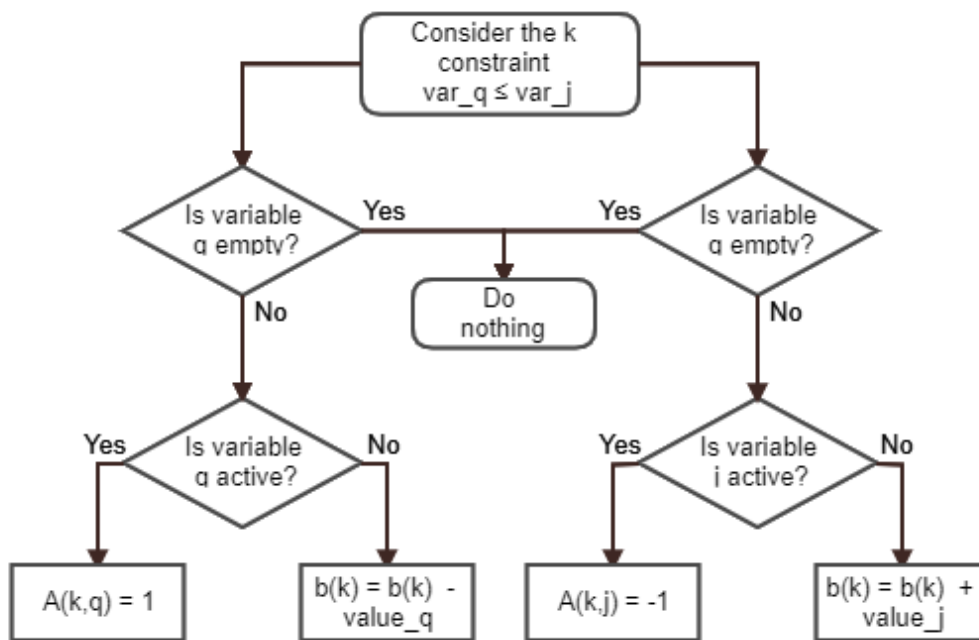 Consider the k
constraint
var_q ≤ var_j
Is variable
q empty?
Yes
Yes
Is variable
q empty?
No
Do
nothing
No
Yes
Is variable
q active?
No
Yes
Is variable
j active?
No
A(k,q) = 1
b(k) = b(k) -
value_q
A(k,j) = -1
b(k) = b(k) +
value_j